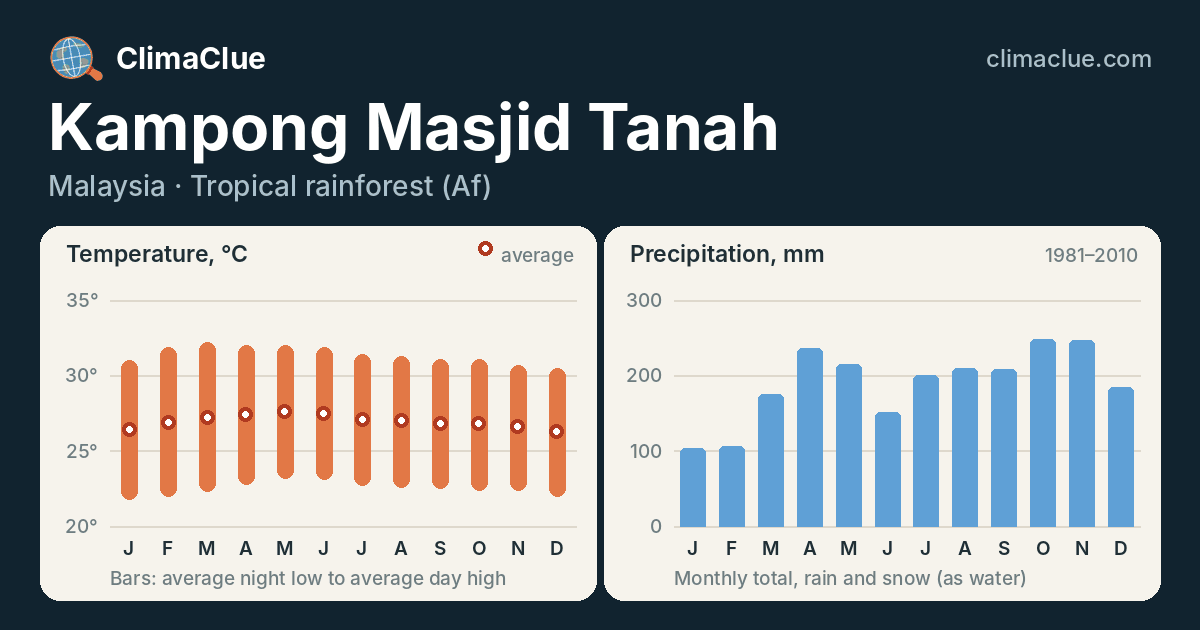 ClimaClue
climaclue.com
Kampong Masjid Tanah
Malaysia · Tropical rainforest (Af)
Temperature, °C
average
35°
30°
25°
20°
J F M A M J J A S O N D
Bars: average night low to average day high
Precipitation, mm
1981–2010
300
200
100
0
J F M A M J J A S O N D
Monthly total, rain and snow (as water)